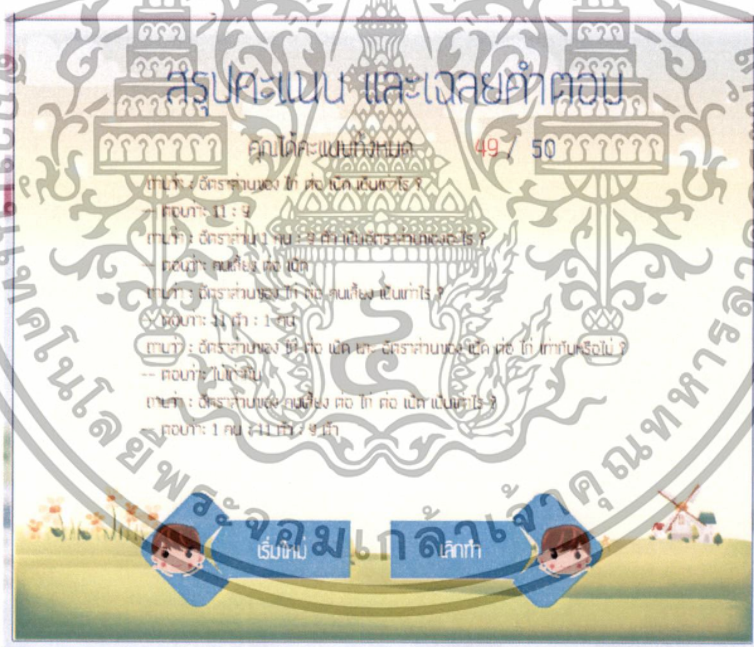 สรุปคะแนน และเฉลยคำตอบ
คุณได้คะแนนทั้งหมด 49 / 50
ถามว่า : อัตราส่วนของ ไก่ ต่อ เป็ด เป็นเท่าไร ?
-- ตอบว่า: 11 : 9
ถามว่า : อัตราส่วน 1 คน : 9 ตัว เป็นอัตราส่วนของอะไร ?
-- ตอบว่า: คนเลี้ยง ต่อ เป็ด
ถามว่า : อัตราส่วนของ ไก่ ต่อ คนเลี้ยง เป็นเท่าไร ?
-- ตอบว่า: 11 ตัว : 1 คน
ถามว่า : อัตราส่วนของ ไก่ ต่อ เป็ด และ อัตราส่วนของ เป็ด ต่อ ไก่ เท่ากันหรือไม่ ?
-- ตอบว่า: ไม่เท่ากัน
ถามว่า : อัตราส่วนของ คนเลี้ยง ต่อ ไก่ ต่อ เป็ด เป็นเท่าไร ?
-- ตอบว่า: 1 คน : 11 ตัว : 9 ตัว
เริ่มใหม่
เลิกทำ